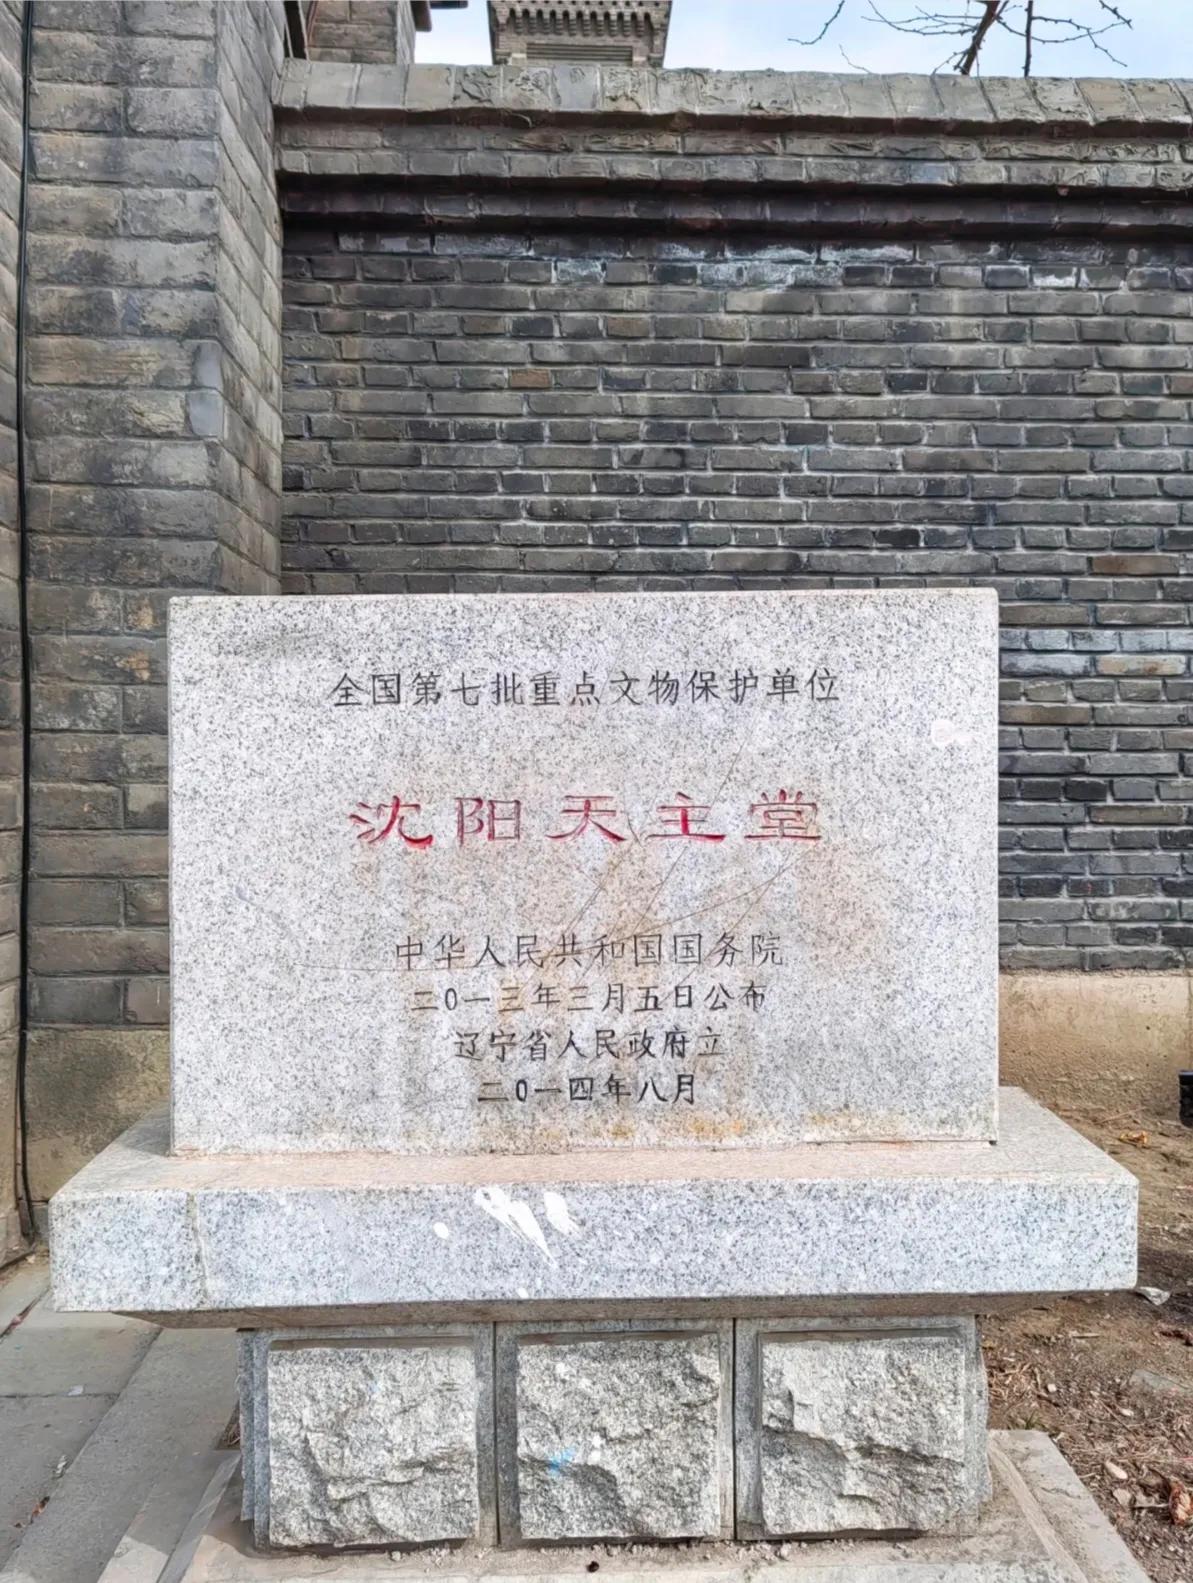 全国第七批重点文物保护单位
沈阳天主堂
中华人民共和国国务院
二0一三年三月五日公布
辽宁省人民政府立
二0一四年八月